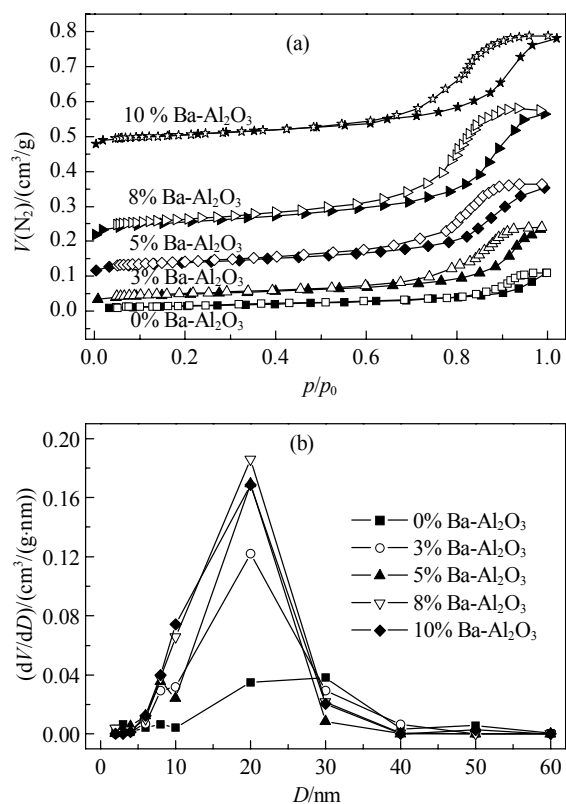 (a)
0.8
0.7
0.6
0.5
0.4
0.3
0.2
0.1
0.0
V(N₂)/(cm³/g)
10 % Ba-Al₂O₃
8% Ba-Al₂O₃
5% Ba-Al₂O₃
3% Ba-Al₂O₃
0% Ba-Al₂O₃
0.0 0.2 0.4 0.6 0.8 1.0
p/p₀
(b)
0.20
0.16
0.12
0.08
0.04
0.00
(dV/dD)/(cm³/(g·nm))
0% Ba-Al₂O₃
3% Ba-Al₂O₃
5% Ba-Al₂O₃
8% Ba-Al₂O₃
10% Ba-Al₂O₃
0 10 20 30 40 50 60
D/nm